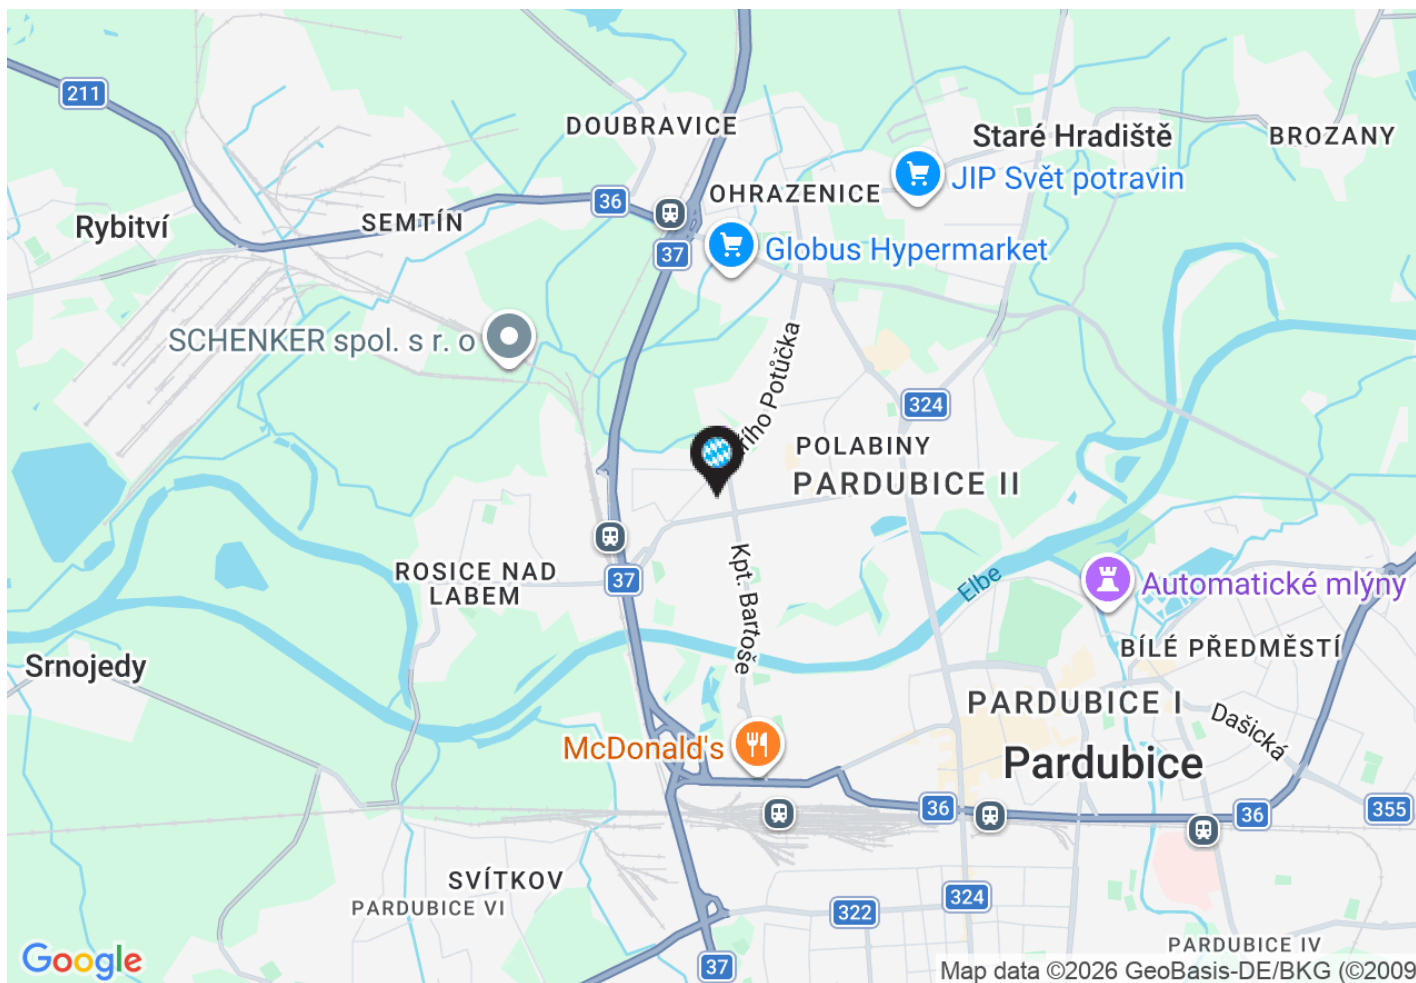 211
DOUBRAVICE
Staré Hradiště
BROZANY
JIP Svět potravin
OHRAZENICE
36
Rybitví
SEMTÍN
37
Globus Hypermarket
SCHENKER spol. s r. o
324
POLABINY
PARDUBICE II
ROSICE NAD
LABEM
37
Kpt. Bartoše
Elbe
Automatické mlýny
BÍLÉ PŘEDMĚSTÍ
Srnojedy
PARDUBICE I
Dašická
McDonald's
Pardubice
36
36
355
SVÍTKOV
PARDUBICE VI
322
324
PARDUBICE IV
37
Google
Map data ©2026 GeoBasis-DE/BKG (©2009